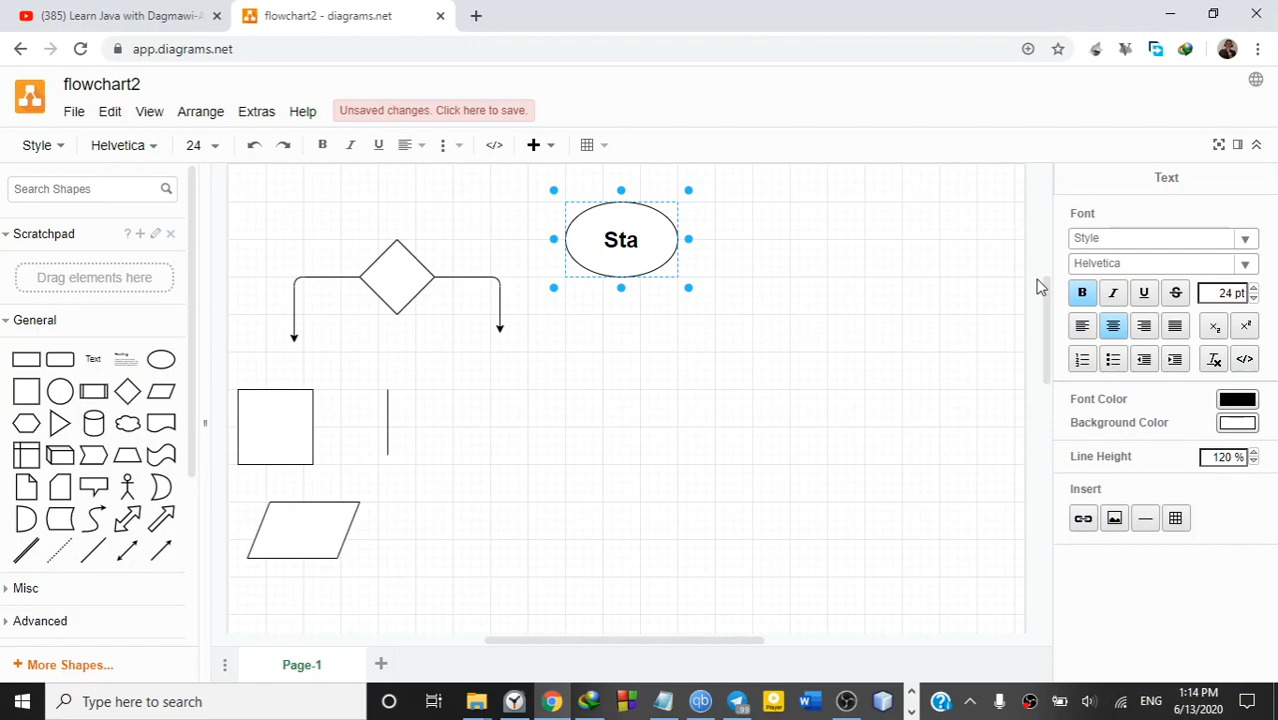 (385) Learn Java with Dagmawi-A
flowchart2 - diagrams.net
app.diagrams.net
flowchart2
File Edit View Arrange Extras Help
Unsaved changes. Click here to save.
Style Helvetica 24 B I U
Search Shapes
Scratchpad
Drag elements here
General
Text
Misc
Advanced
+ More Shapes...
Sta
Page-1
Text
Font
Style
Helvetica
B I U S 24 pt
Font Color
Background Color
Line Height 120 %
Insert
Type here to search
99
ENG
1:14 PM
6/13/2020